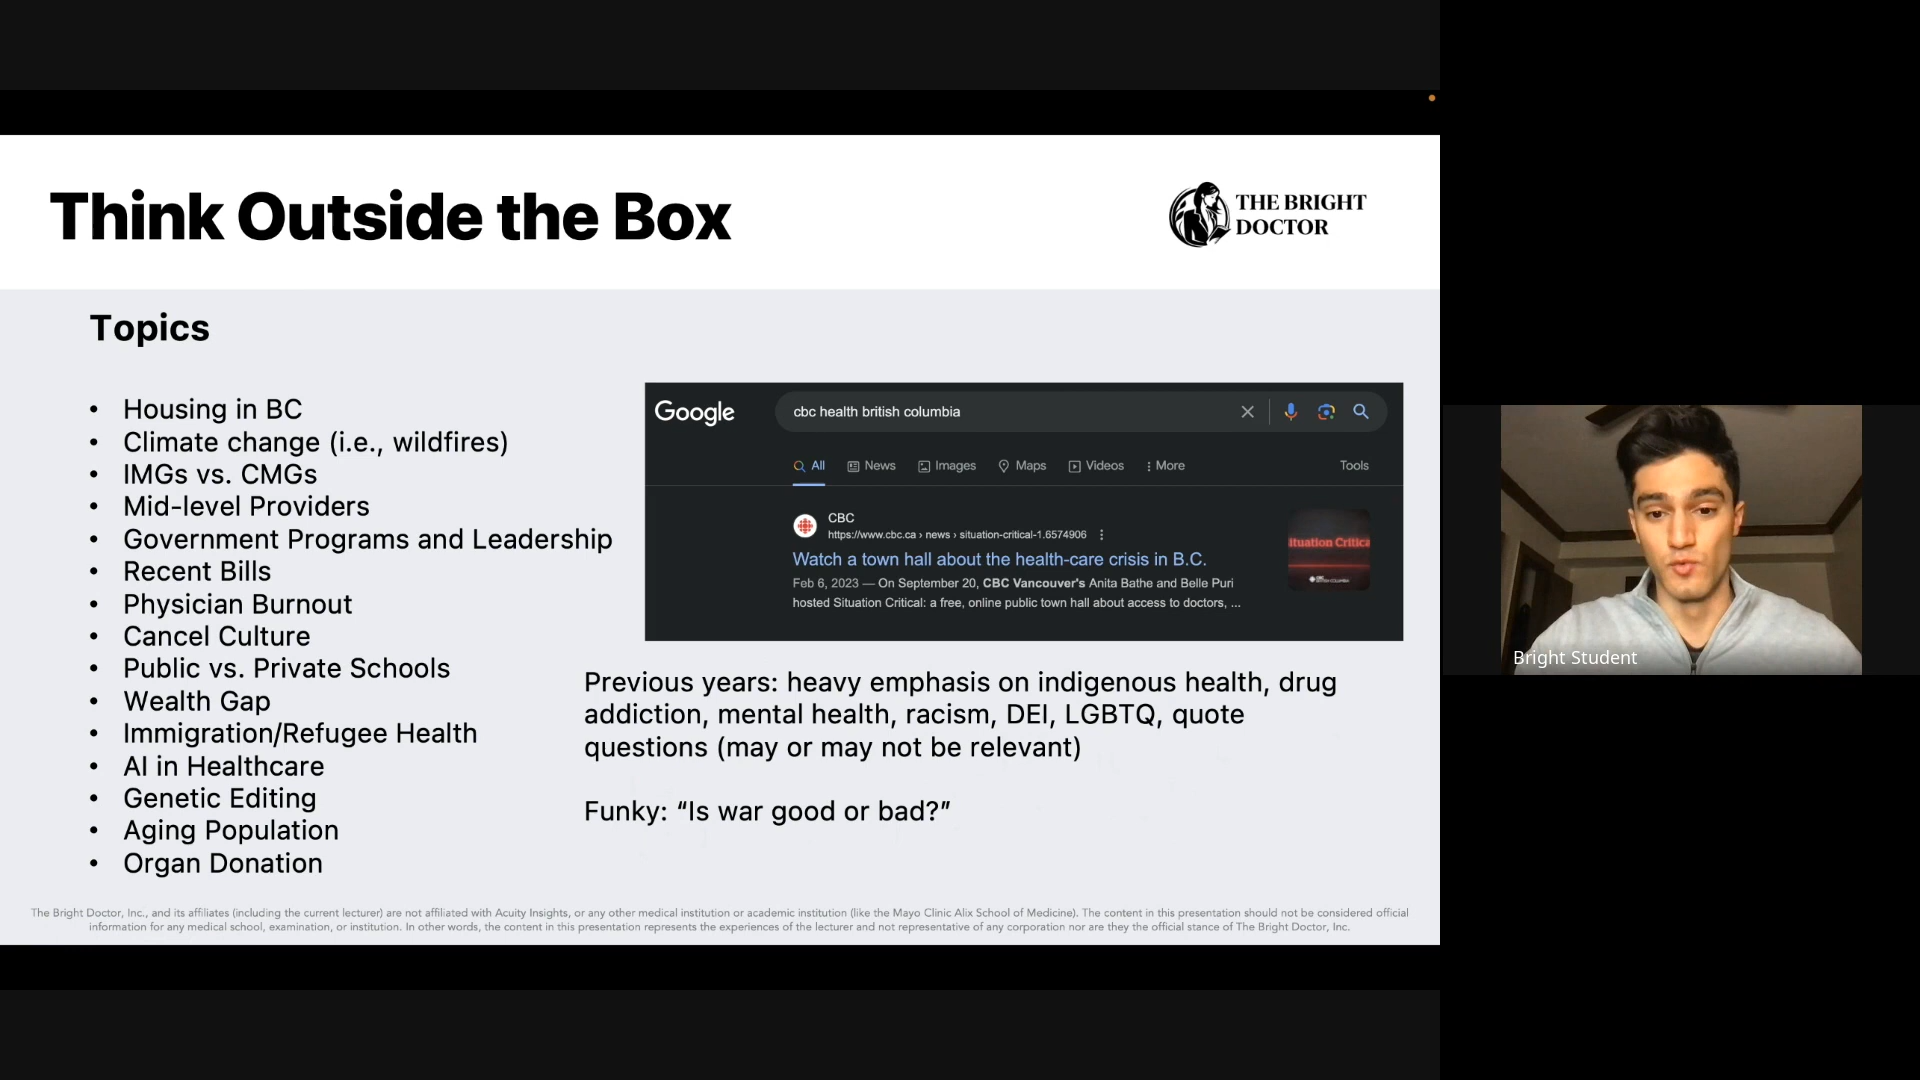 Think Outside the Box
THE BRIGHT
DOCTOR
Topics
• Housing in BC
• Climate change (i.e., wildfires)
• IMGs vs. CMGs
• Mid-level Providers
• Government Programs and Leadership
• Recent Bills
• Physician Burnout
• Cancel Culture
• Public vs. Private Schools
• Wealth Gap
• Immigration/Refugee Health
• AI in Healthcare
• Genetic Editing
• Aging Population
• Organ Donation
Google
cbc health british columbia
All News Images Maps Videos More Tools
CBC
https://www.cbc.ca › news › situation-critical-1.6574906
Watch a town hall about the health-care crisis in B.C.
Feb 6, 2023 — On September 20, CBC Vancouver's Anita Bathe and Belle Puri
hosted Situation Critical: a free, online public town hall about access to doctors, ...
ituation Critica
Previous years: heavy emphasis on indigenous health, drug
addiction, mental health, racism, DEI, LGBTQ, quote
questions (may or may not be relevant)
Funky: “Is war good or bad?”
The Bright Doctor, Inc., and its affiliates (including the current lecturer) are not affiliated with Acuity Insights, or any other medical institution or academic institution (like the Mayo Clinic Alix School of Medicine). The content in this presentation should not be considered official
information for any medical school, examination, or institution. In other words, the content in this presentation represents the experiences of the lecturer and not representative of any corporation nor are they the official stance of The Bright Doctor, Inc.
Bright Student